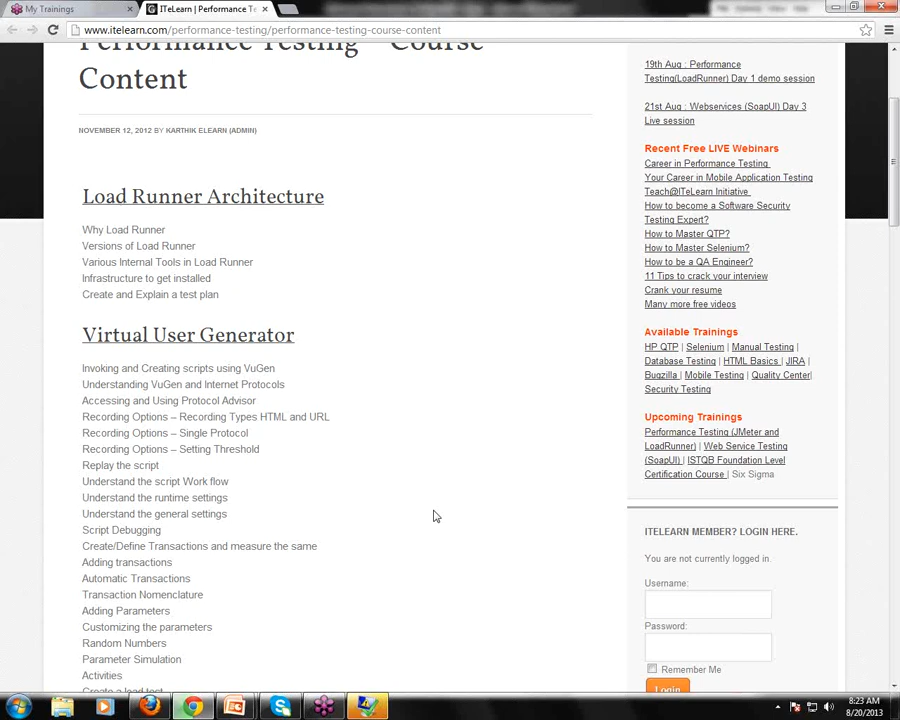 My Trainings
ITeLearn | Performance Te
www.itelearn.com/performance-testing/performance-testing-course-content
Performance Testing – Course
Content
NOVEMBER 12, 2012 BY KARTHIK ELEARN (ADMIN)
Load Runner Architecture
Why Load Runner
Versions of Load Runner
Various Internal Tools in Load Runner
Infrastructure to get installed
Create and Explain a test plan
Virtual User Generator
Invoking and Creating scripts using VuGen
Understanding VuGen and Internet Protocols
Accessing and Using Protocol Advisor
Recording Options – Recording Types HTML and URL
Recording Options – Single Protocol
Recording Options – Setting Threshold
Replay the script
Understand the script Work flow
Understand the runtime settings
Understand the general settings
Script Debugging
Create/Define Transactions and measure the same
Adding transactions
Automatic Transactions
Transaction Nomenclature
Adding Parameters
Customizing the parameters
Random Numbers
Parameter Simulation
Activities
Create a load test
19th Aug : Performance
Testing(LoadRunner) Day 1 demo session
21st Aug : Webservices (SoapUI) Day 3
Live session
Recent Free LIVE Webinars
Career in Performance Testing
Your Career in Mobile Application Testing
Teach@ITeLearn Initiative
How to become a Software Security
Testing Expert?
How to Master QTP?
How to Master Selenium?
How to be a QA Engineer?
11 Tips to crack your interview
Crank your resume
Many more free videos
Available Trainings
HP QTP | Selenium | Manual Testing |
Database Testing | HTML Basics | JIRA |
Bugzilla | Mobile Testing | Quality Center|
Security Testing
Upcoming Trainings
Performance Testing (JMeter and
LoadRunner) | Web Service Testing
(SoapUI) | ISTQB Foundation Level
Certification Course | Six Sigma
ITELEARN MEMBER? LOGIN HERE.
You are not currently logged in.
Username:
Password:
Remember Me
Login
8:23 AM
8/20/2013